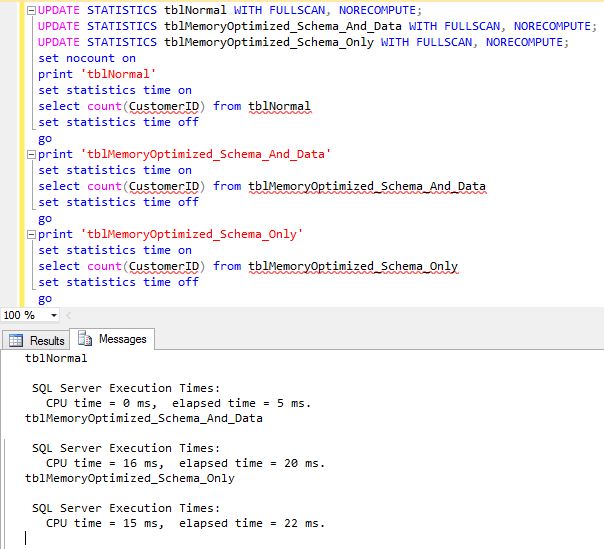 UPDATE STATISTICS tblNormal WITH FULLSCAN, NORECOMPUTE;
UPDATE STATISTICS tblMemoryOptimized_Schema_And_Data WITH FULLSCAN, NORECOMPUTE;
UPDATE STATISTICS tblMemoryOptimized_Schema_Only WITH FULLSCAN, NORECOMPUTE;
set nocount on
print 'tblNormal'
set statistics time on
select count(CustomerID) from tblNormal
set statistics time off
go
print 'tblMemoryOptimized_Schema_And_Data'
set statistics time on
select count(CustomerID) from tblMemoryOptimized_Schema_And_Data
set statistics time off
go
print 'tblMemoryOptimized_Schema_Only'
set statistics time on
select count(CustomerID) from tblMemoryOptimized_Schema_Only
set statistics time off
go
100 %
Results Messages
tblNormal
SQL Server Execution Times:
CPU time = 0 ms, elapsed time = 5 ms.
tblMemoryOptimized_Schema_And_Data
SQL Server Execution Times:
CPU time = 16 ms, elapsed time = 20 ms.
tblMemoryOptimized_Schema_Only
SQL Server Execution Times:
CPU time = 15 ms, elapsed time = 22 ms.